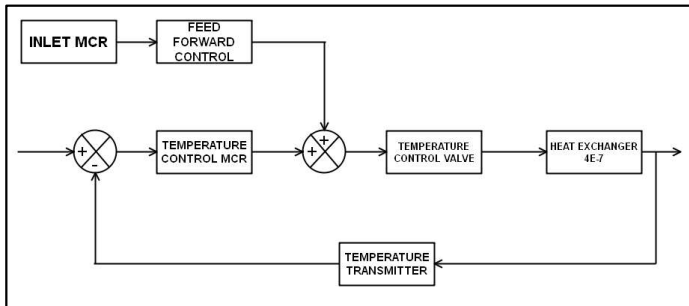 INLET MCR
FEED
FORWARD
CONTROL
+
-
TEMPERATURE
CONTROL MCR
+
+
TEMPERATURE
CONTROL VALVE
HEAT EXCHANGER
4E-7
TEMPERATURE
TRANSMITTER